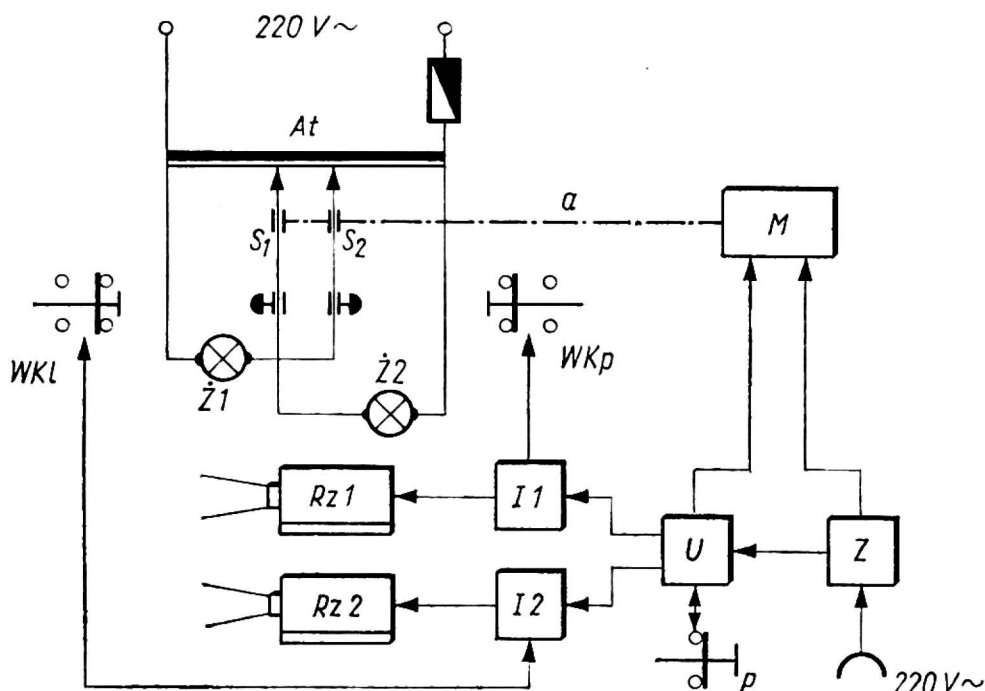 220 V~
At
a
M
S1 S2
WKl
WKp
Ż1
Ż2
Rz 1
I 1
U
Z
Rz 2
I 2
p
220 V~